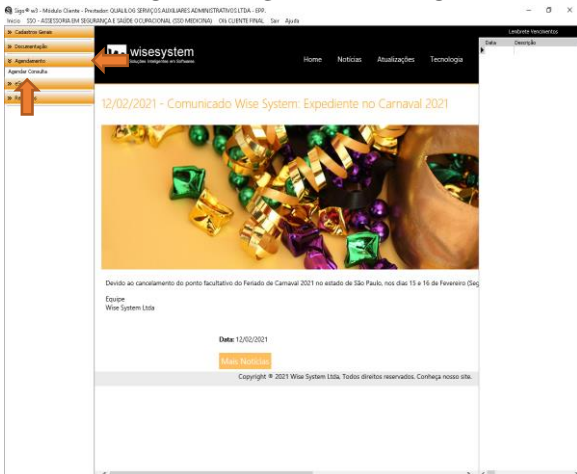 Sigo ® w3 - Módulo Cliente - Prestador: QUALILOG SERVIÇOS AUXILIARES ADMINISTRATIVOS LTDA - EPP.
Início SSO - ASSESSORIA EM SEGURANÇA E SAÚDE OCUPACIONAL (SSO MEDICINA) Olá CLIENTE FINAL Sair Ajuda
Cadastros Gerais
Documentação
Agendamento
Agendar Consulta
Lembrete Vencimentos
Data Descrição
wisesystem
Soluções Inteligentes em Softwares
Home Notícias Atualizações Tecnologia
12/02/2021 - Comunicado Wise System: Expediente no Carnaval 2021
Devido ao cancelamento do ponto facultativo do Feriado de Carnaval 2021 no estado de São Paulo, nos dias 15 e 16 de Fevereiro (Seg
Equipe
Wise System Ltda
Data: 12/02/2021
Mais Notícias
Copyright ® 2021 Wise System Ltda, Todos direitos reservados. Conheça nosso site.